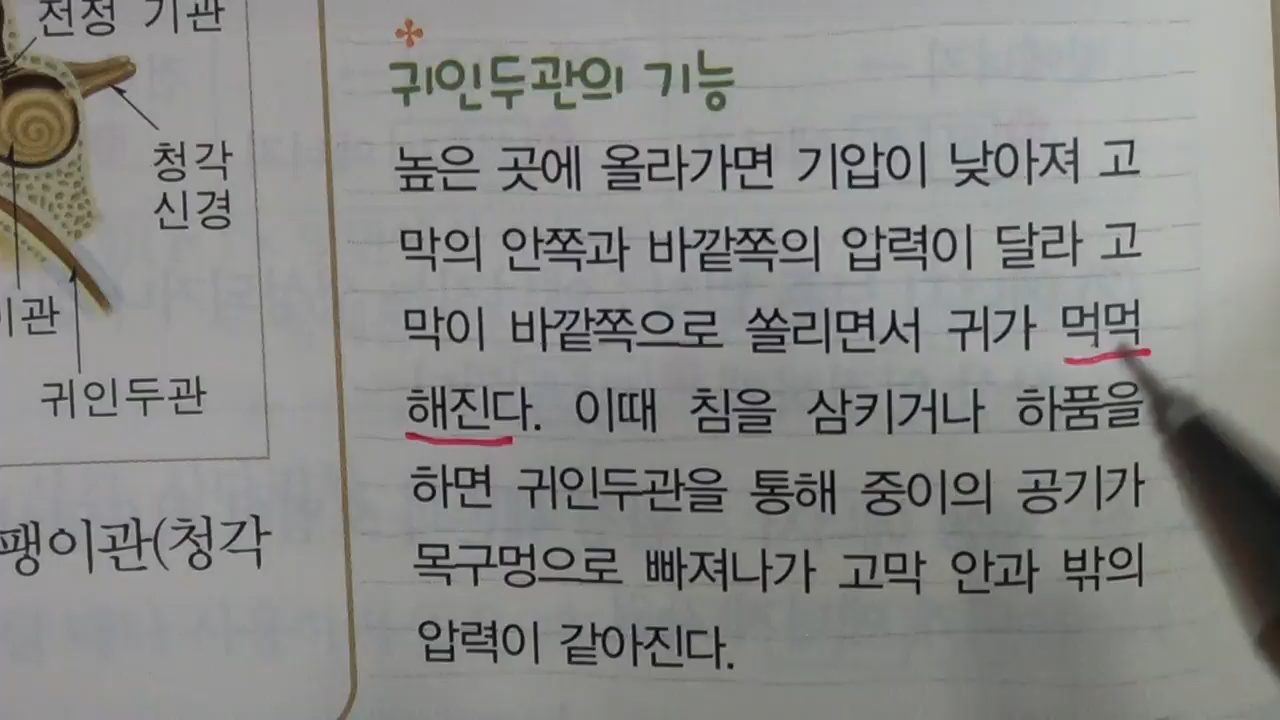 전정 기관
청각
신경
이관
귀인두관
팽이관(청각
귀인두관의 기능
높은 곳에 올라가면 기압이 낮아져 고
막의 안쪽과 바깥쪽의 압력이 달라 고
막이 바깥쪽으로 쏠리면서 귀가 먹먹
해진다. 이때 침을 삼키거나 하품을
하면 귀인두관을 통해 중이의 공기가
목구멍으로 빠져나가 고막 안과 밖의
압력이 같아진다.